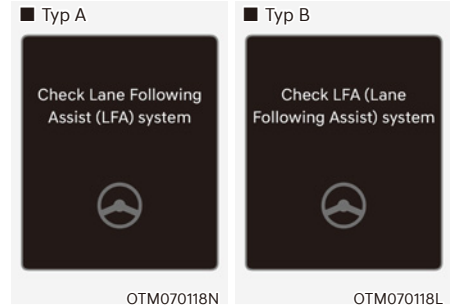 ■ Typ A
Check Lane Following
Assist (LFA) system
OTM070118N
■ Typ B
Check LFA (Lane
Following Assist) system
OTM070118L